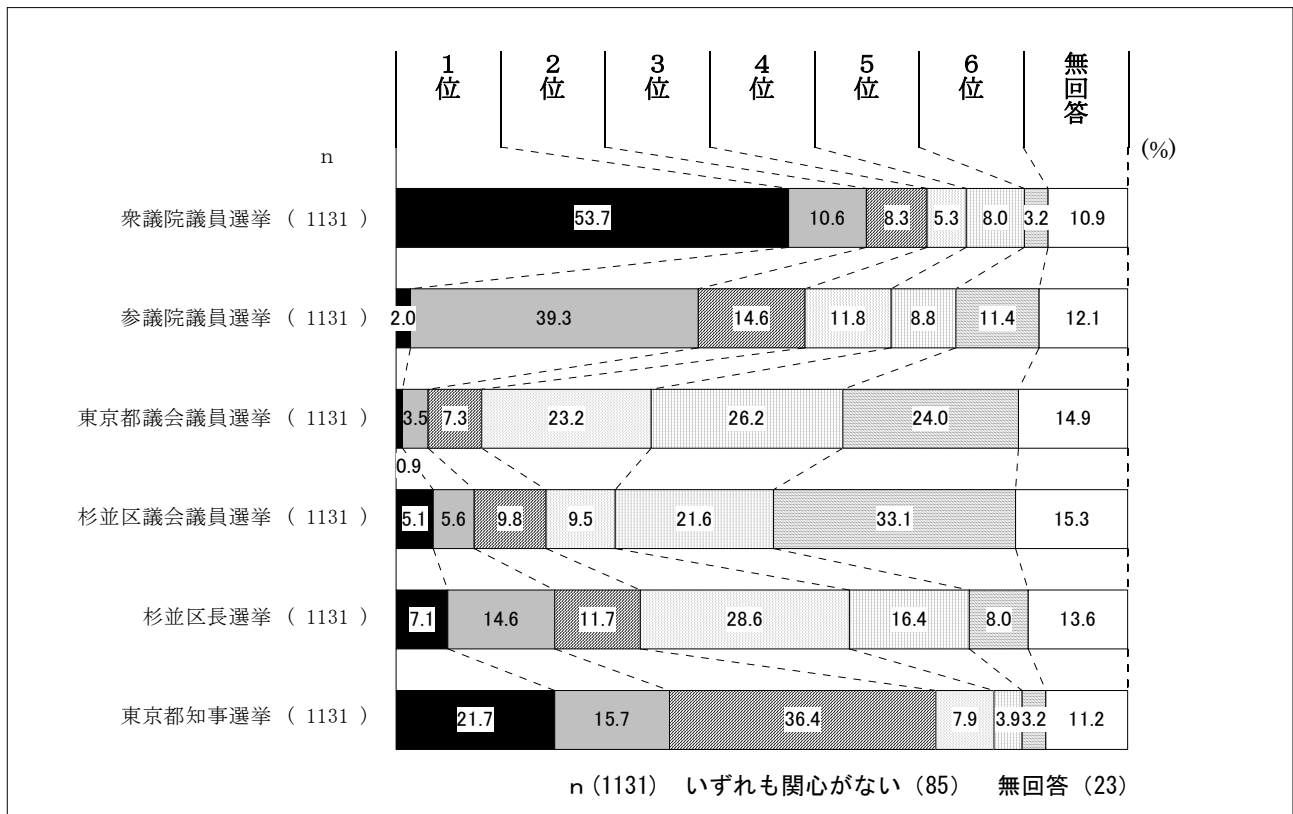 1位 2位 3位 4位 5位 6位 無回答
n (%)
衆議院議員選挙 ( 1131 ) 53.7 10.6 8.3 5.3 8.0 3.2 10.9
参議院議員選挙 ( 1131 ) 2.0 39.3 14.6 11.8 8.8 11.4 12.1
東京都議会議員選挙 ( 1131 ) 3.5 7.3 23.2 26.2 24.0 14.9
0.9
杉並区議会議員選挙 ( 1131 ) 5.1 5.6 9.8 9.5 21.6 33.1 15.3
杉並区長選挙 ( 1131 ) 7.1 14.6 11.7 28.6 16.4 8.0 13.6
東京都知事選挙 ( 1131 ) 21.7 15.7 36.4 7.9 3.9 3.2 11.2
n (1131) いずれも関心がない (85) 無回答 (23)